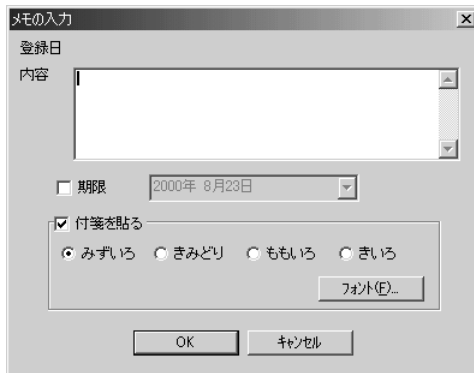 メモの入力
登録日
内容
期限 2000年 8月23日
付箋を貼る
みずいろ きみどり ももいろ きいろ
フォント(F)...
OK キャンセル